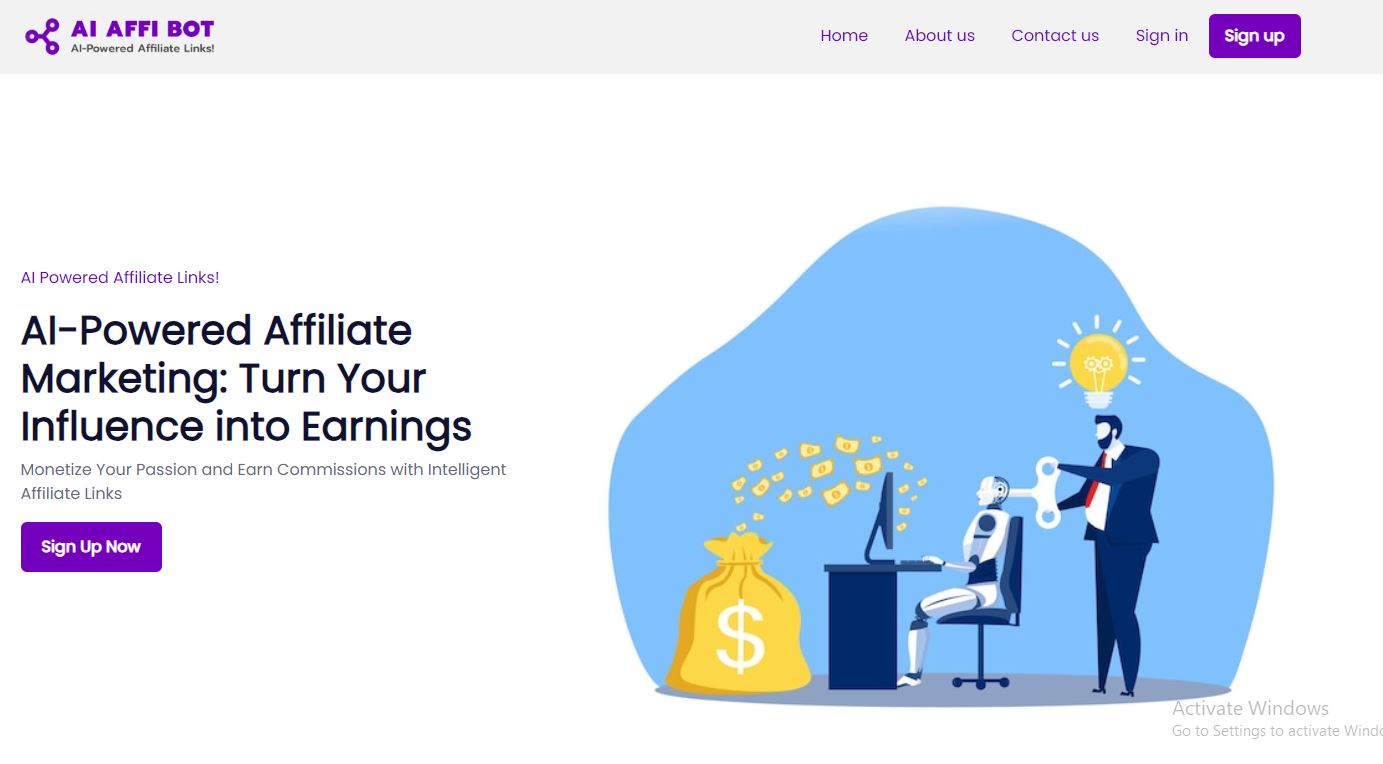 AI AFFI BOT
AI-Powered Affiliate Links!
Home About us Contact us Sign in Sign up
AI Powered Affiliate Links!
AI-Powered Affiliate
Marketing: Turn Your
Influence into Earnings
Monetize Your Passion and Earn Commissions with Intelligent
Affiliate Links
Sign Up Now
$
Activate Windows
Go to Settings to activate Windo